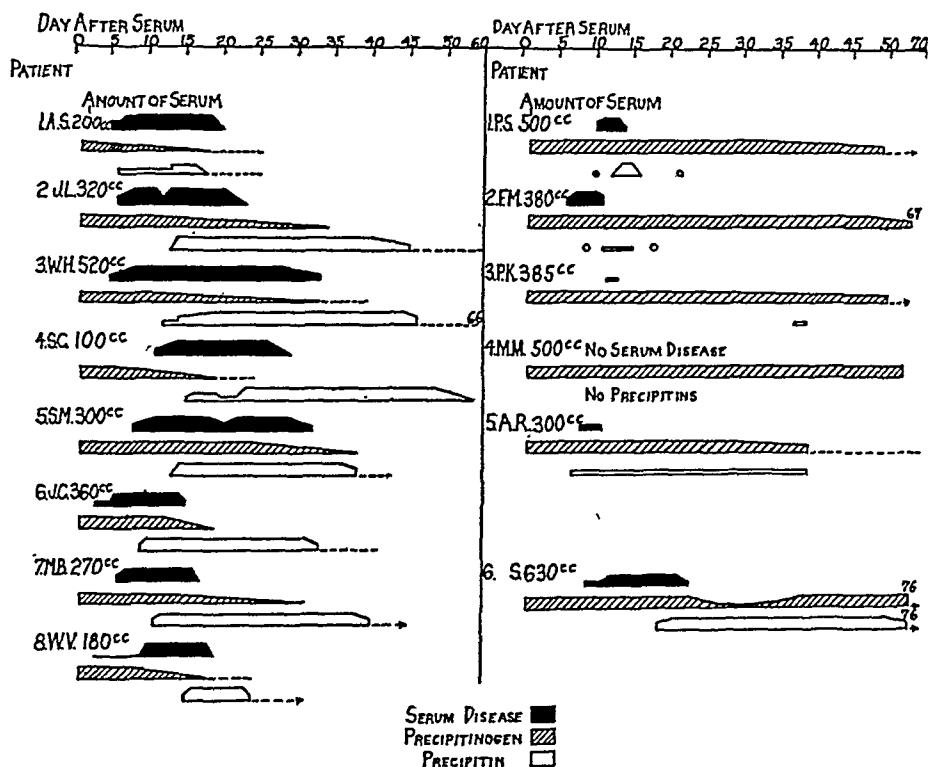 DAY AFTER SERUM
0 5 10 15 20 25 30 35 40 45 60
PATIENT
AMOUNT OF SERUM
1.A.S. 200cc
2 J.L. 320cc
3.W.H. 520cc
66
4.S.G. 100cc
5.S.M. 300cc
6.J.G. 360cc
7.M.B. 270cc
8.W.V. 180cc
DAY AFTER SERUM
0 5 10 15 20 25 30 35 40 45 50 70
PATIENT
AMOUNT OF SERUM
1.P.S. 500cc
2.F.M. 380cc
67
3.P.K. 385cc
4.M.M. 500cc NO SERUM DISEASE
NO PRECIPITINS
5.A.R. 300cc
6. S. 630cc
76
76
SERUM DISEASE
PRECIPITINOGEN
PRECIPITIN